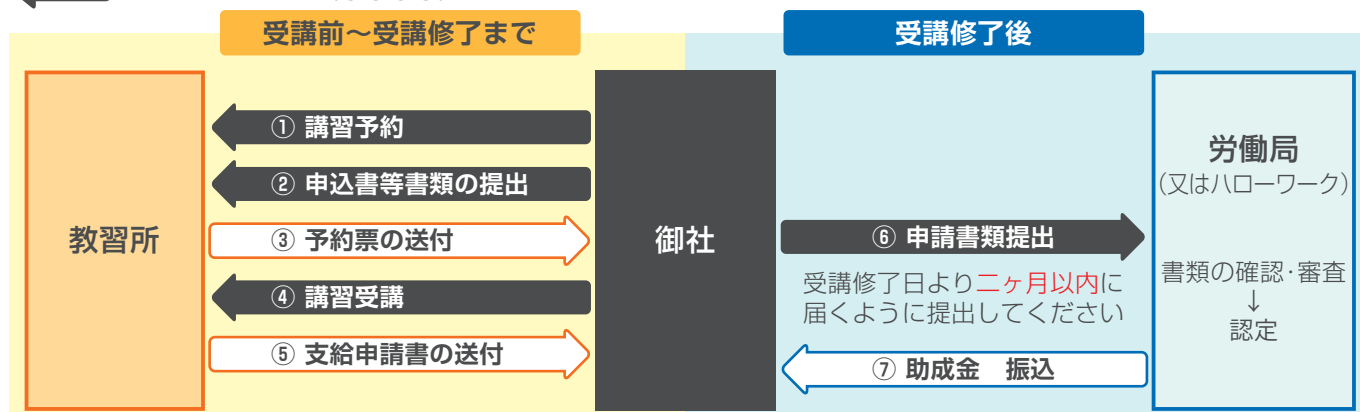 受講前〜受講修了まで
受講修了後
教習所
① 講習予約
② 申込書等書類の提出
③ 予約票の送付
④ 講習受講
⑤ 支給申請書の送付
御社
⑥ 申請書類提出
受講修了日より二ヶ月以内に
届くように提出してください
⑦ 助成金　振込
労働局
(又はハローワーク)
書類の確認・審査
↓
認定